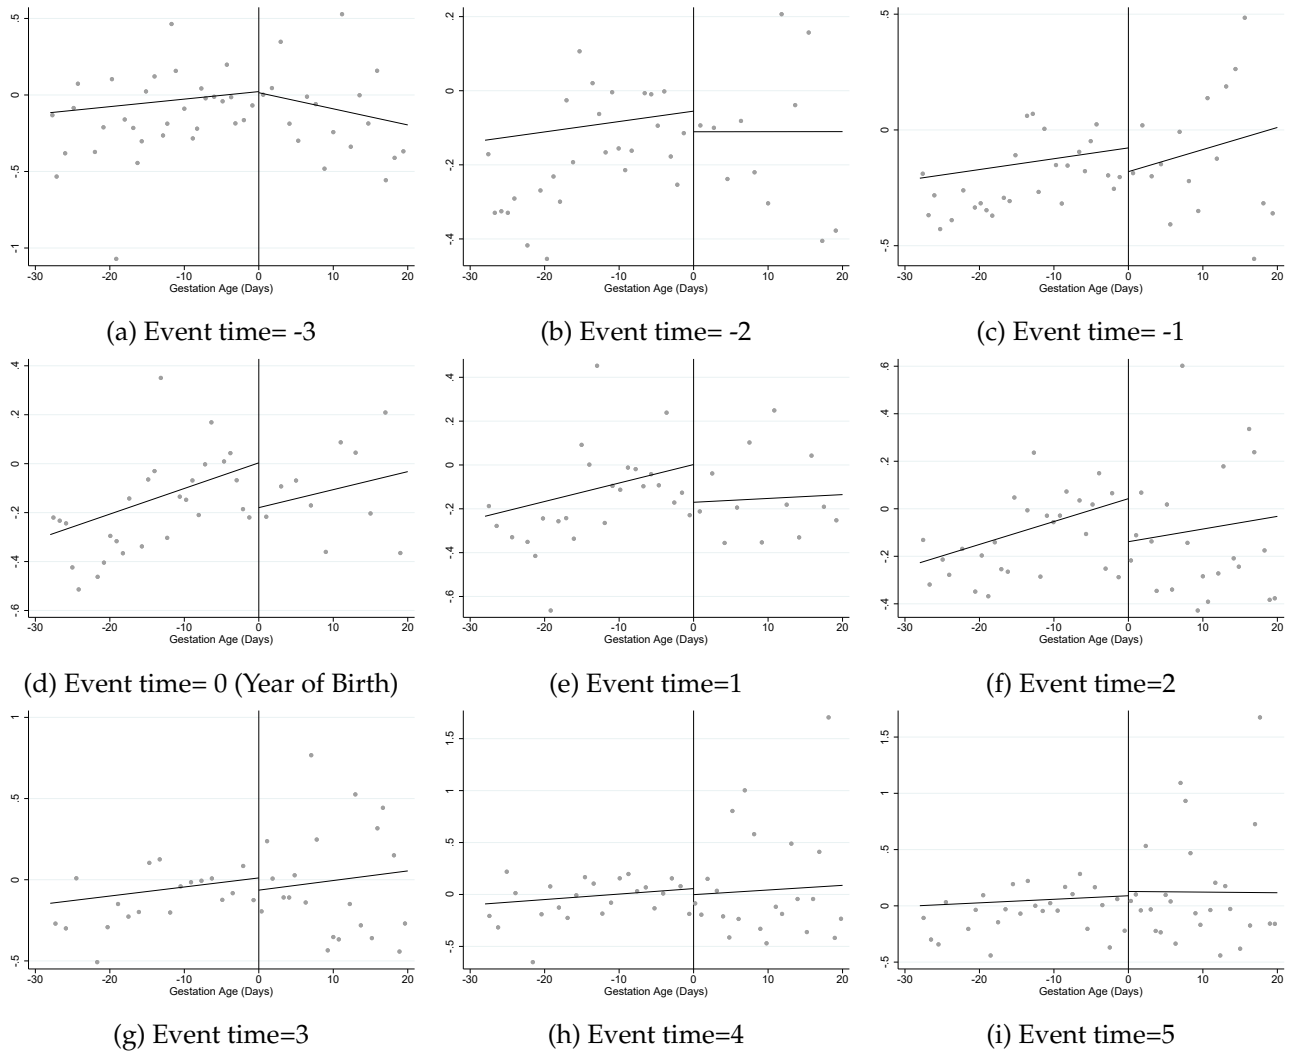 .5
0
-.5
-1
-30 -20 -10 0 10 20
Gestation Age (Days)
(a) Event time= -3
.2
0
-.2
-.4
-30 -20 -10 0 10 20
Gestation Age (Days)
(b) Event time= -2
.5
0
-.5
-30 -20 -10 0 10 20
Gestation Age (Days)
(c) Event time= -1
.4
.2
0
-.2
-.4
-.6
-30 -20 -10 0 10 20
Gestation Age (Days)
(d) Event time= 0 (Year of Birth)
.4
.2
0
-.2
-.4
-.6
-30 -20 -10 0 10 20
Gestation Age (Days)
(e) Event time=1
.6
.4
.2
0
-.2
-.4
-30 -20 -10 0 10 20
Gestation Age (Days)
(f) Event time=2
1
.5
0
-.5
-30 -20 -10 0 10 20
Gestation Age (Days)
(g) Event time=3
1.5
1
.5
0
-.5
-30 -20 -10 0 10 20
Gestation Age (Days)
(h) Event time=4
1.5
1
.5
0
-.5
-30 -20 -10 0 10 20
Gestation Age (Days)
(i) Event time=5